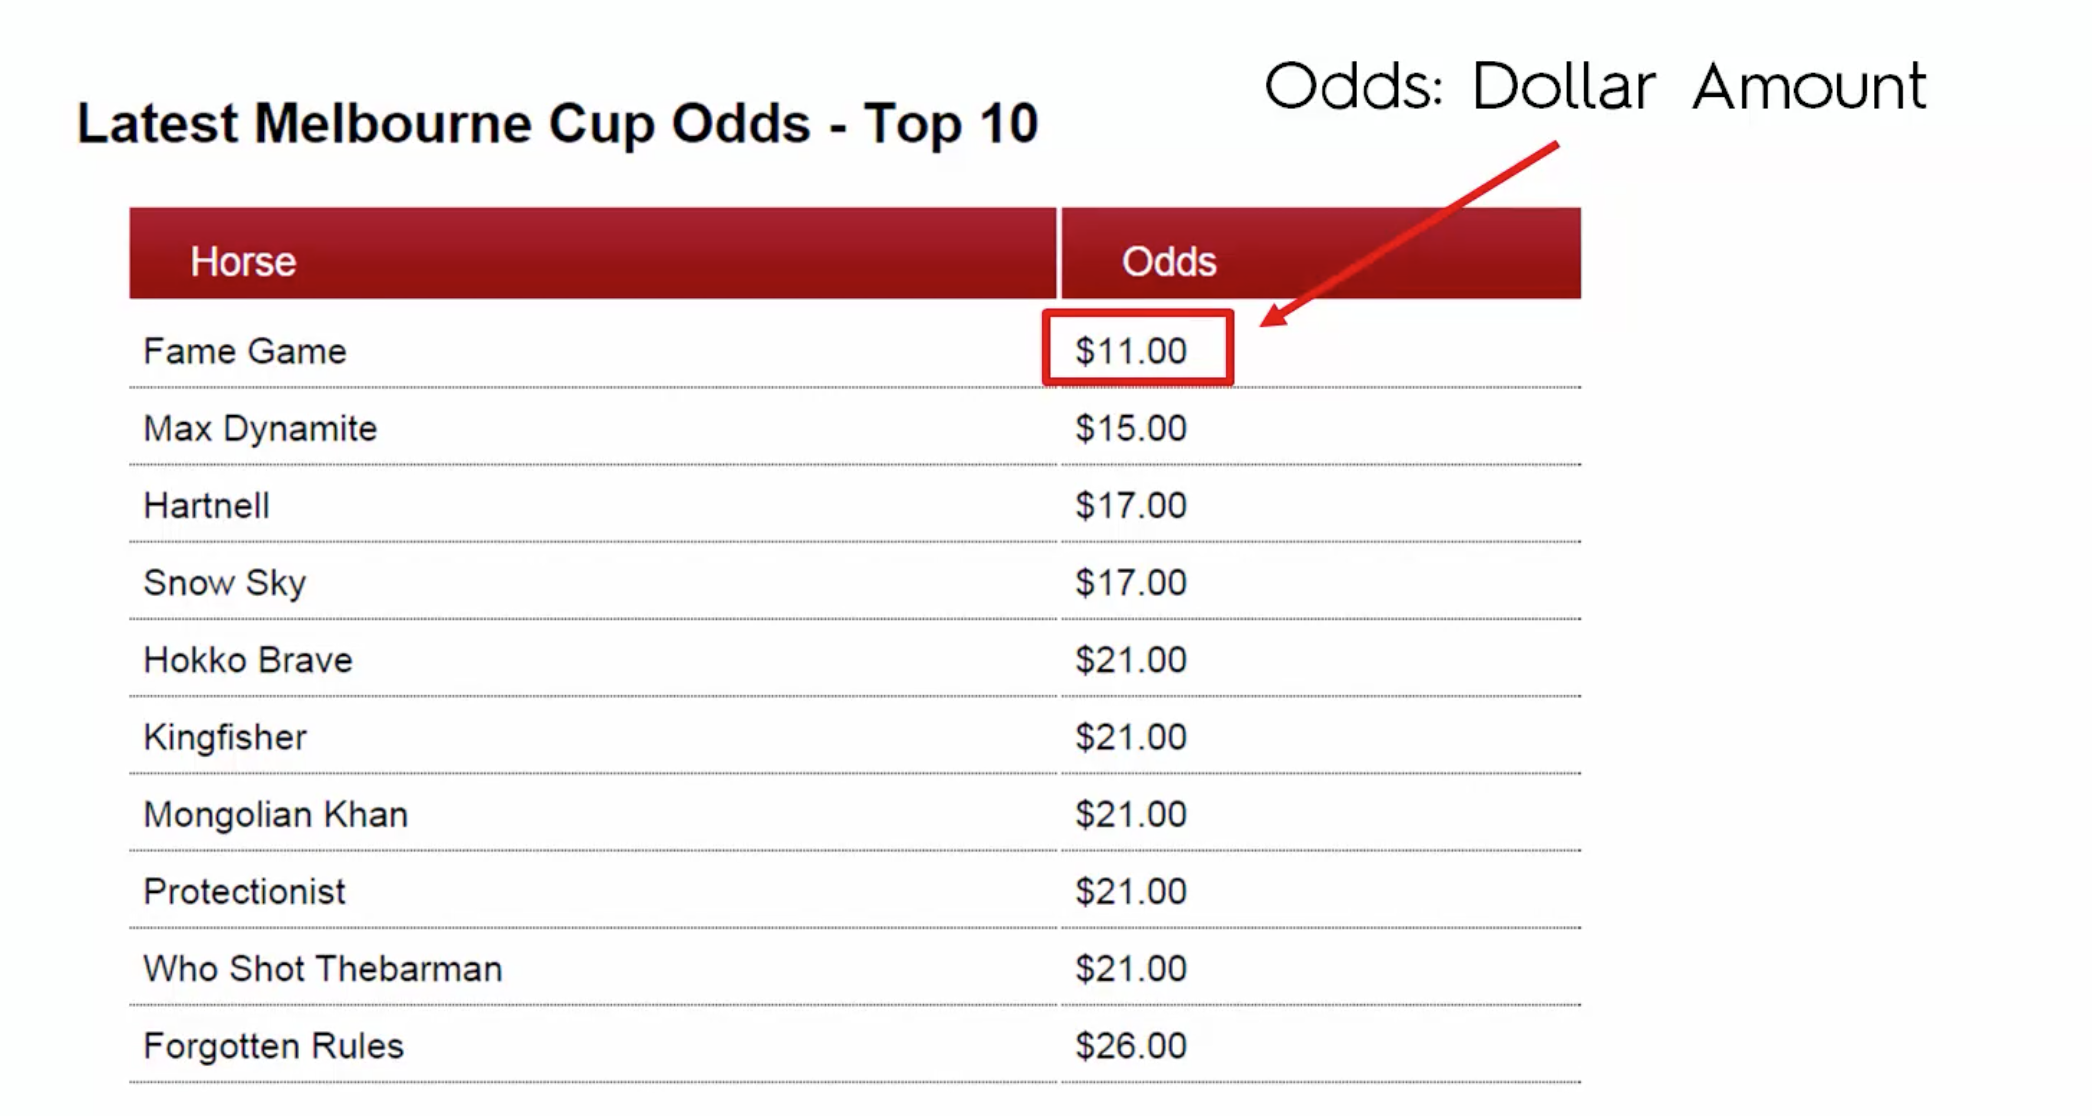 Odds: Dollar Amount
Latest Melbourne Cup Odds - Top 10
Horse Odds
Fame Game $11.00
Max Dynamite $15.00
Hartnell $17.00
Snow Sky $17.00
Hokko Brave $21.00
Kingfisher $21.00
Mongolian Khan $21.00
Protectionist $21.00
Who Shot Thebarman $21.00
Forgotten Rules $26.00